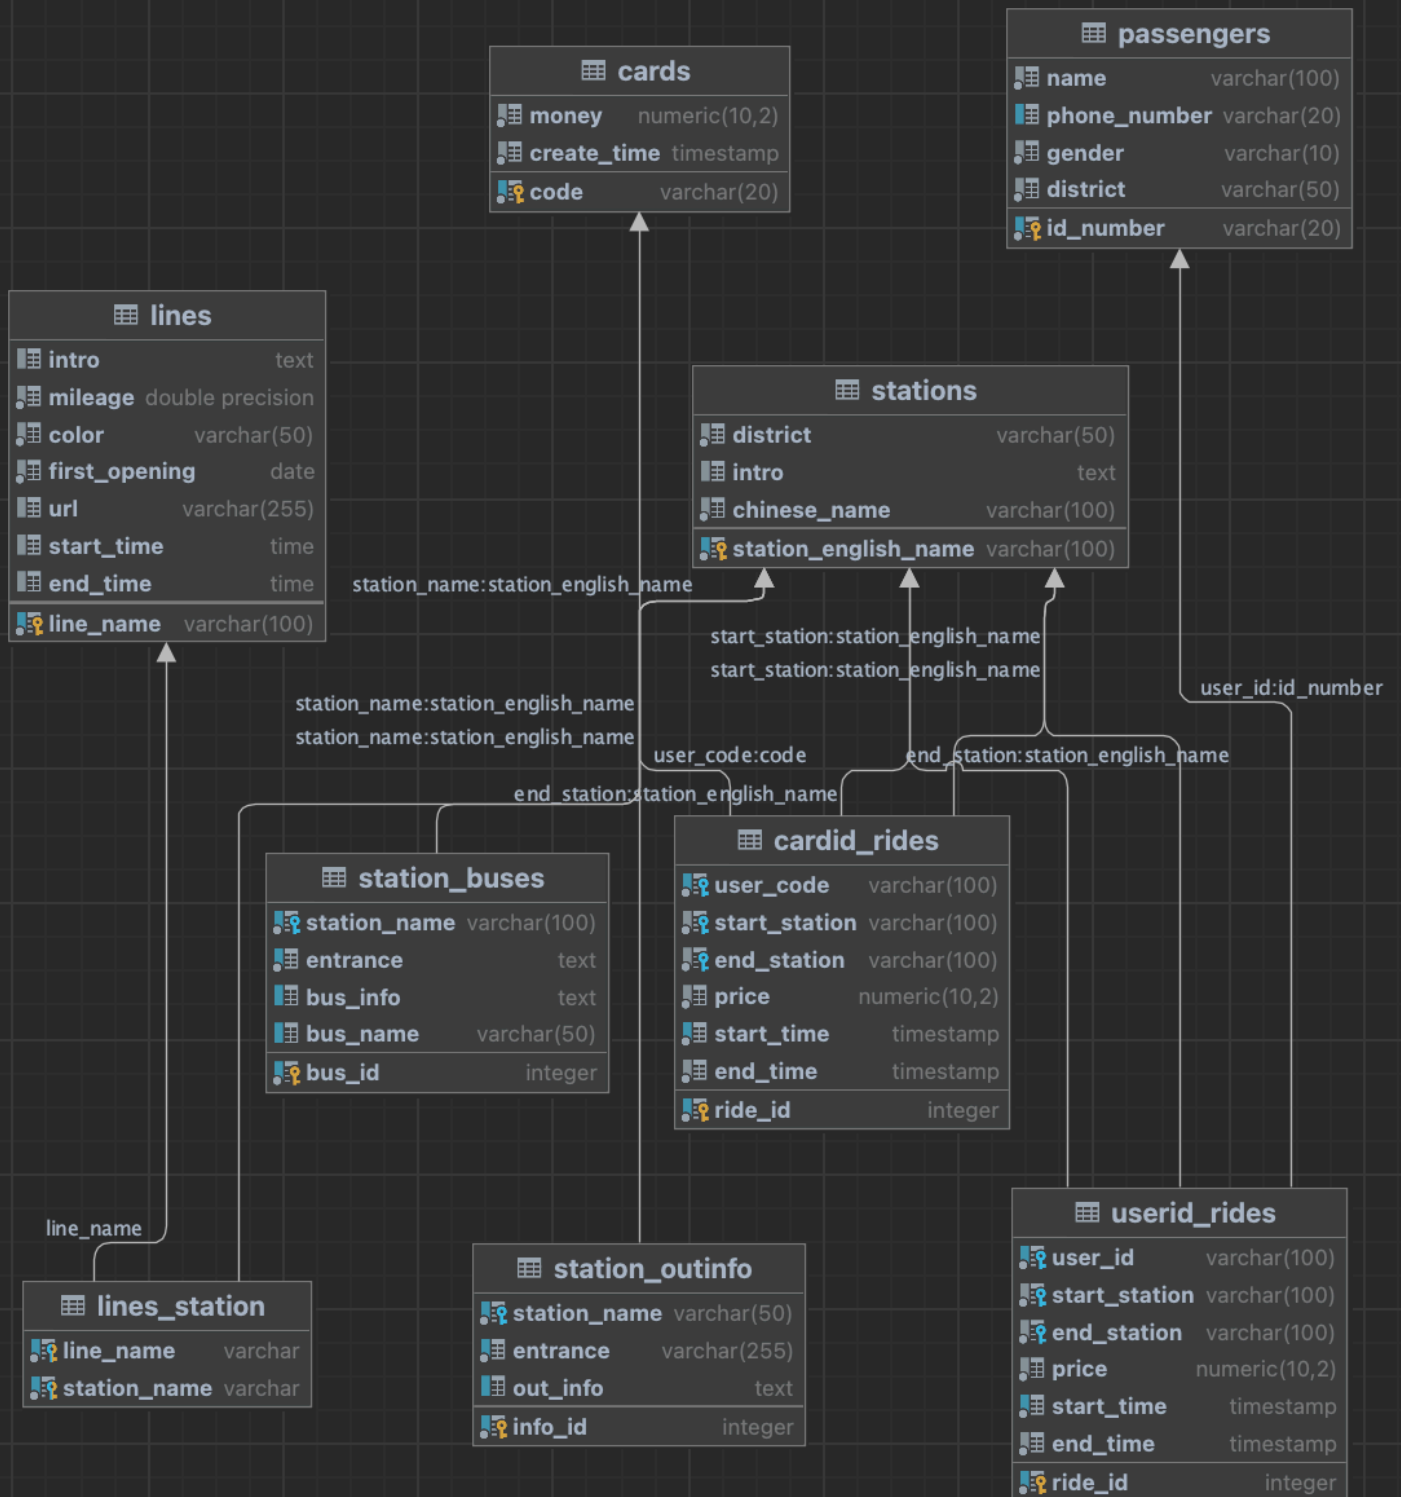 cards
money numeric(10,2)
create_time timestamp
code varchar(20)
passengers
name varchar(100)
phone_number varchar(20)
gender varchar(10)
district varchar(50)
id_number varchar(20)
lines
intro text
mileage double precision
color varchar(50)
first_opening date
url varchar(255)
start_time time
end_time time
line_name varchar(100)
stations
district varchar(50)
intro text
chinese_name varchar(100)
station_english_name varchar(100)
station_name:station_english_name
start_station:station_english_name
start_station:station_english_name
user_id:id_number
station_name:station_english_name
station_name:station_english_name
user_code:code
end_station:station_english_name
end_station:station_english_name
station_buses
station_name varchar(100)
entrance text
bus_info text
bus_name varchar(50)
bus_id integer
cardid_rides
user_code varchar(100)
start_station varchar(100)
end_station varchar(100)
price numeric(10,2)
start_time timestamp
end_time timestamp
ride_id integer
line_name
lines_station
line_name varchar
station_name varchar
station_outinfo
station_name varchar(50)
entrance varchar(255)
out_info text
info_id integer
userid_rides
user_id varchar(100)
start_station varchar(100)
end_station varchar(100)
price numeric(10,2)
start_time timestamp
end_time timestamp
ride_id integer